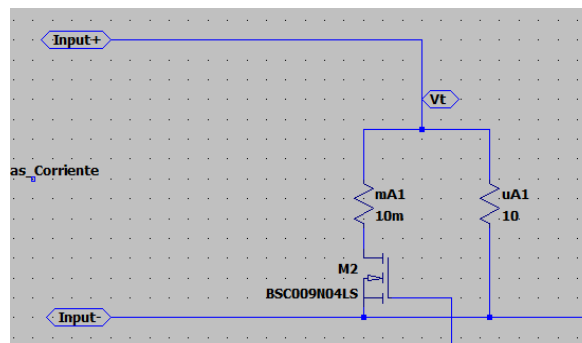 Input+
Vt
as_Corriente
mA1
10m
uA1
10
M2
BSC009N04LS
Input-